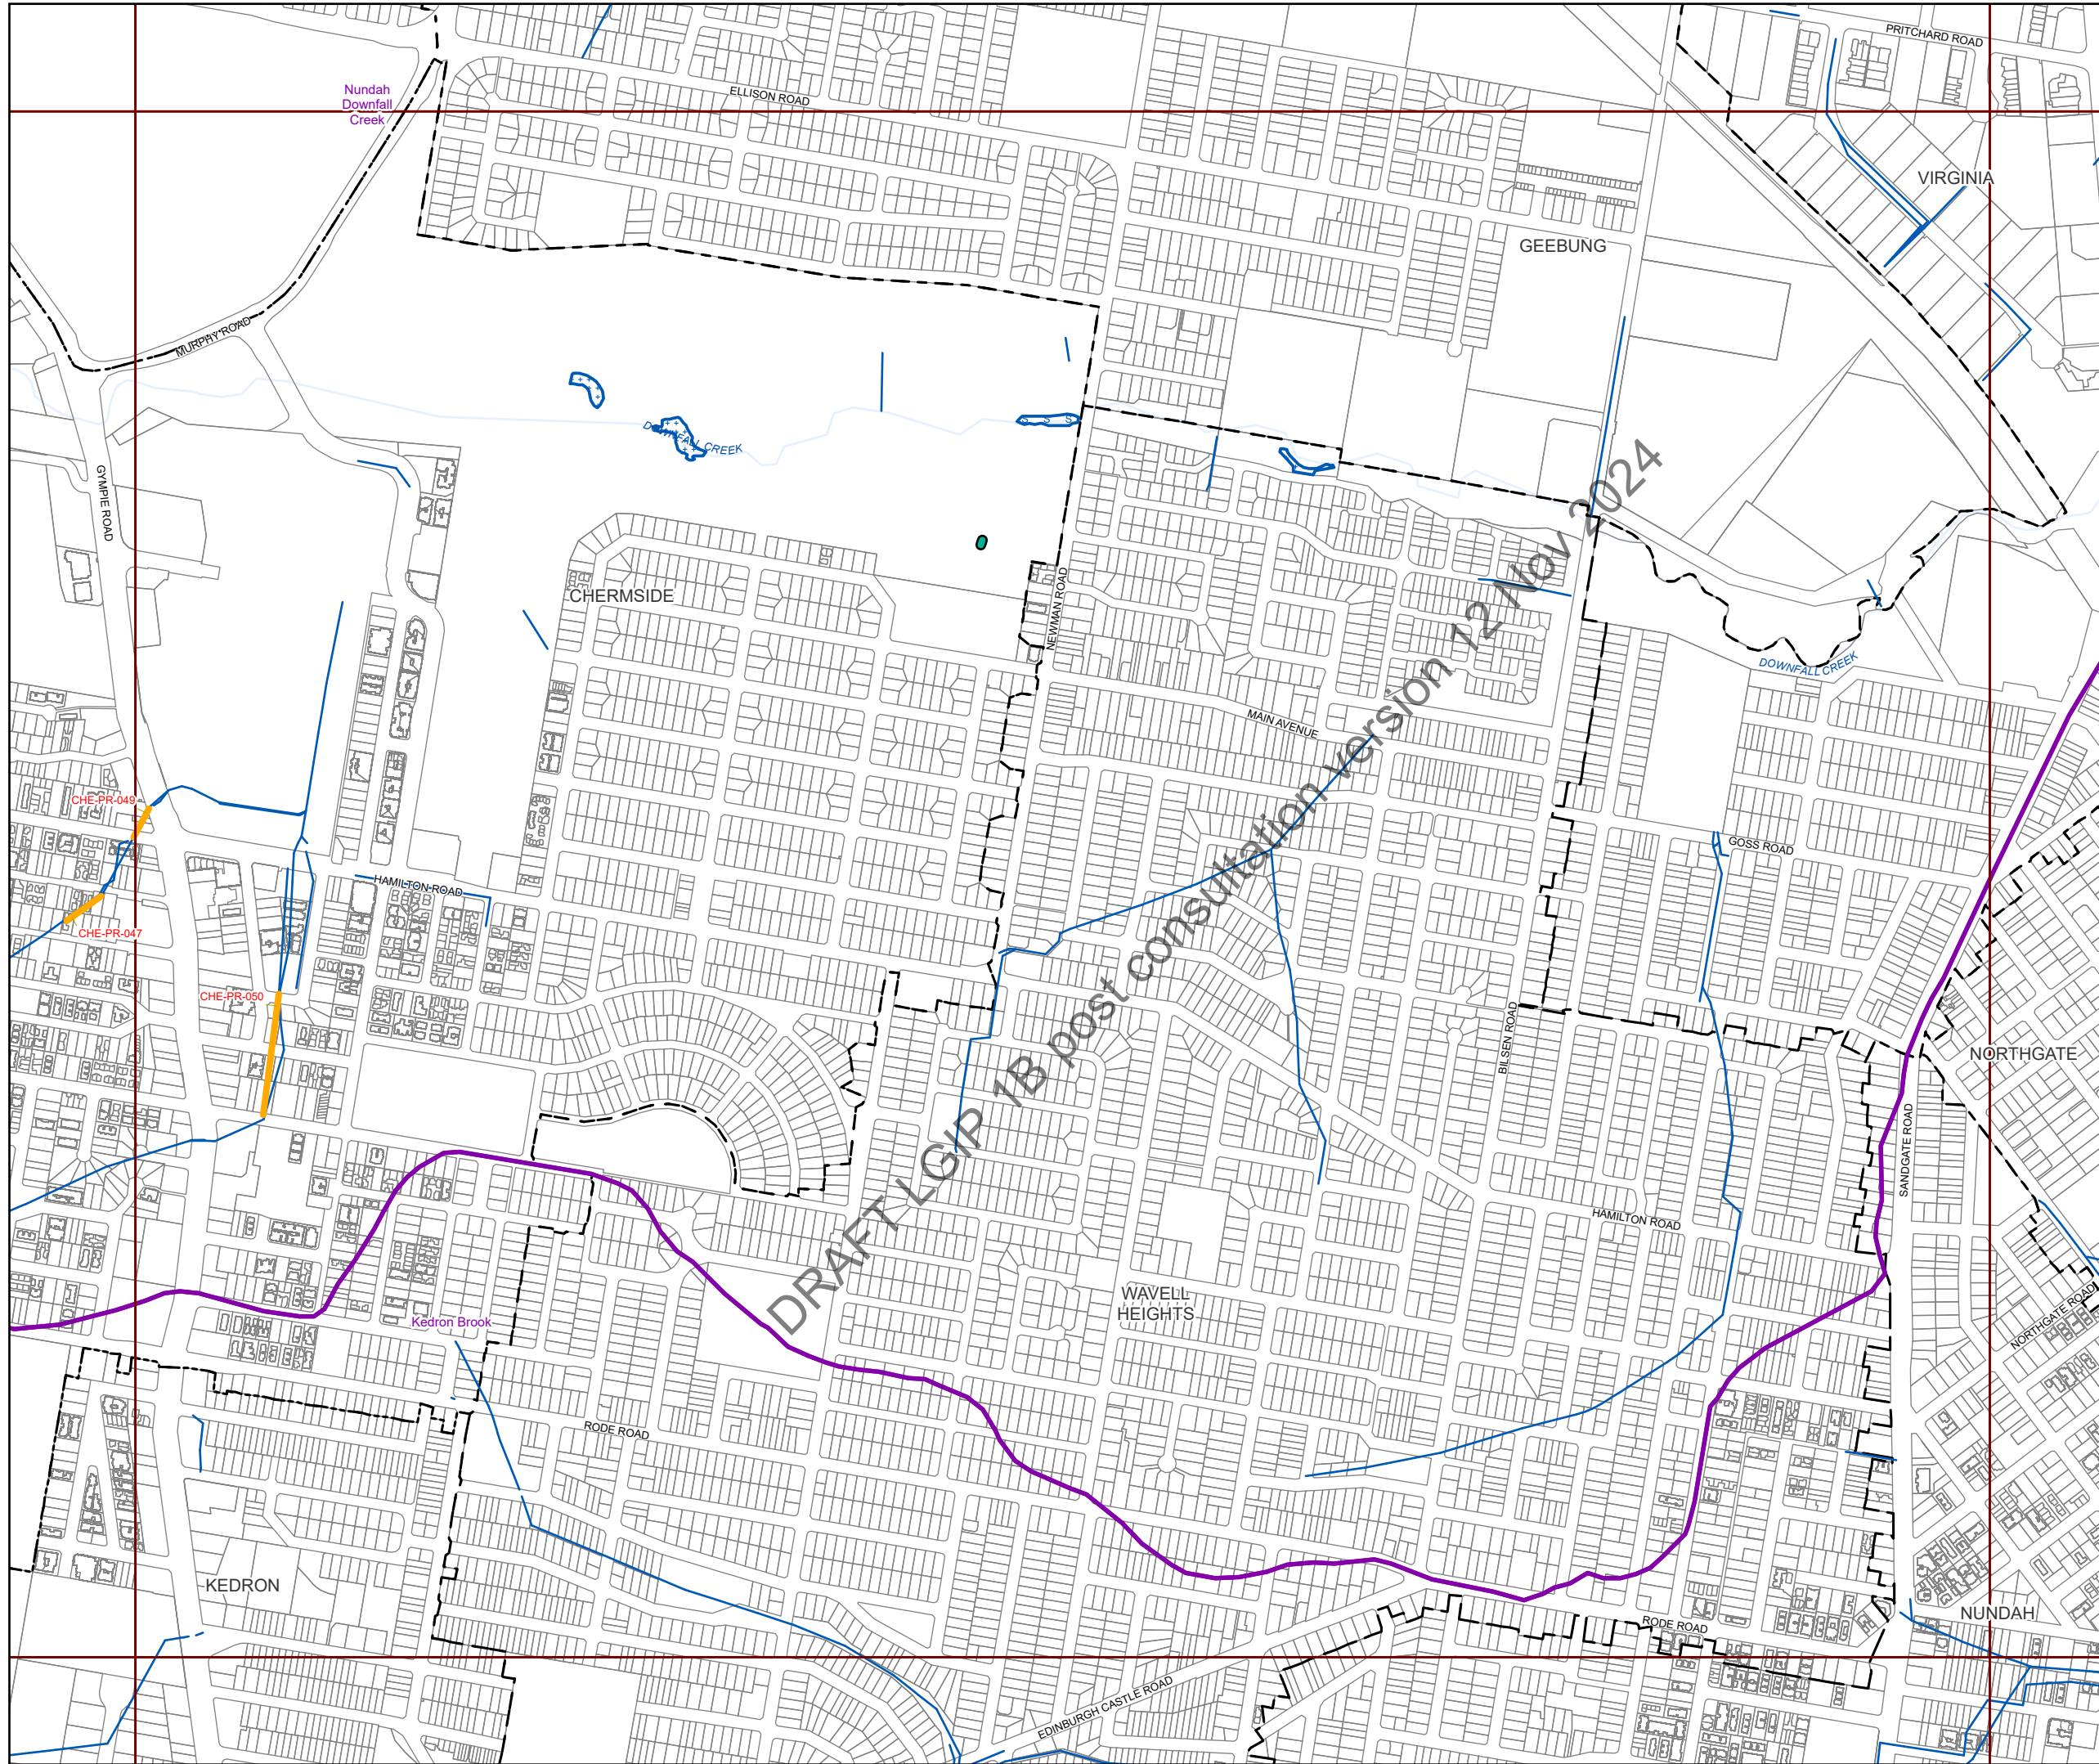 PRITCHARD ROAD
Nundah
Downfall
Creek
ELLISON ROAD
VIRGINIA
GEEBUNG
MURPHY ROAD
DOWNFALL CREEK
GYMPIE ROAD
S S S
CHERMSIDE
NEWMAN ROAD
DOWNFALL CREEK
MAIN AVENUE
CHE-PR-049
GOSS ROAD
HAMILTON ROAD
CHE-PR-047
CHE-PR-050
BILSEN ROAD
NORTHGATE
SANDGATE ROAD
DRAFT LGIP 1B post consultation version 12 Nov 2024
HAMILTON ROAD
WAVELL
HEIGHTS
Kedron Brook
NORTHGATE ROAD
RODE ROAD
KEDRON
NUNDAH
RODE ROAD
EDINBURGH CASTLE ROAD